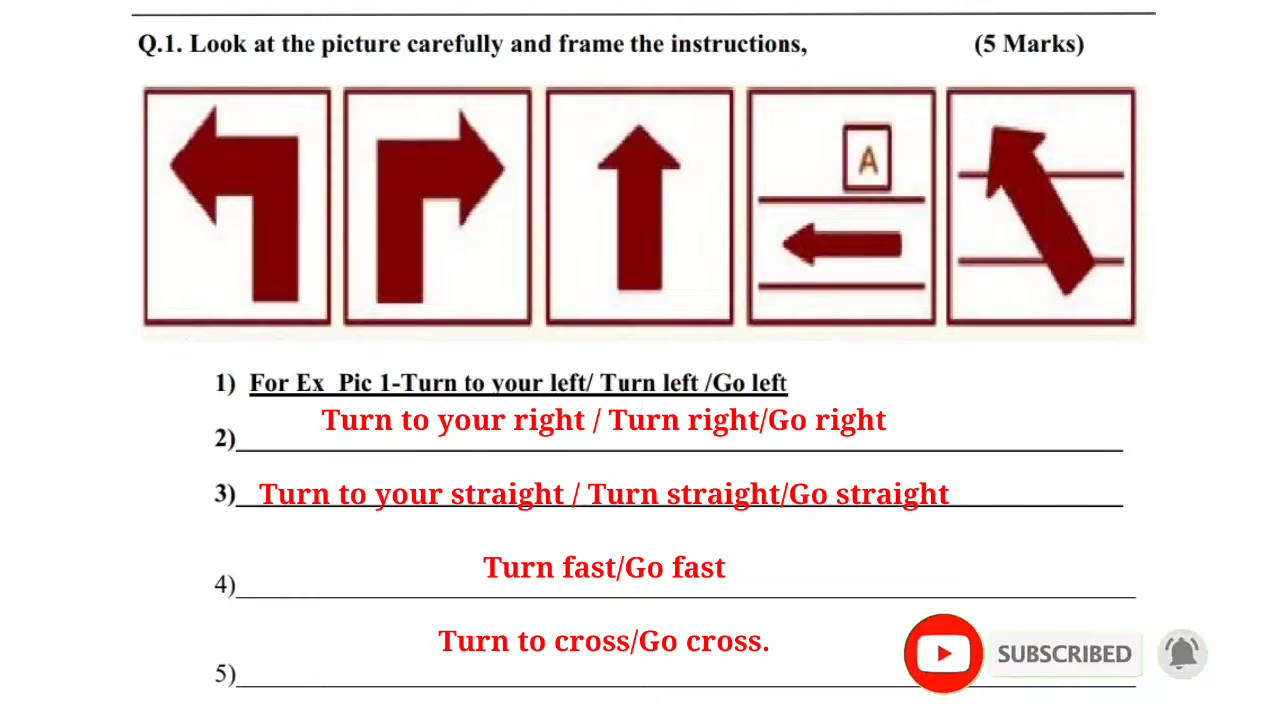 Q.1. Look at the picture carefully and frame the instructions, (5 Marks)
A
1) For Ex Pic 1-Turn to your left/ Turn left /Go left
Turn to your right / Turn right/Go right
2)
3) Turn to your straight / Turn straight/Go straight
Turn fast/Go fast
4)
Turn to cross/Go cross.
SUBSCRIBED
5)